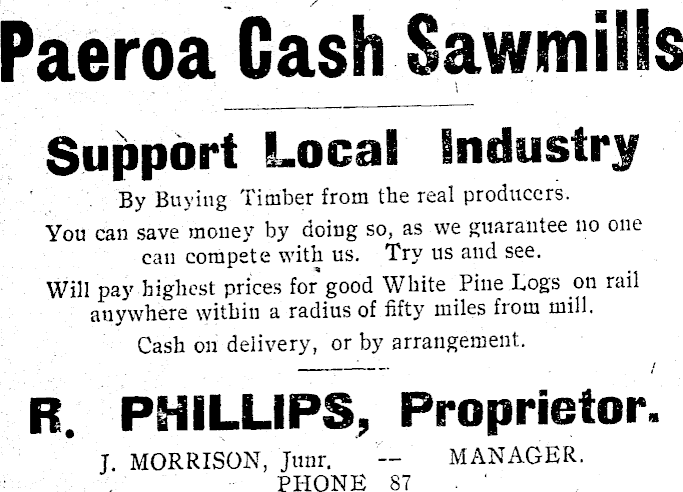 Paeroa Cash Sawmills
Support Local Industry
By Buying Timber from the real producers.
You can save money by doing so, as we guarantee no one
can compete with us. Try us and see.
Will pay highest prices for good White Pine Logs on rail
anywhere within a radius of fifty miles from mill.
Cash on delivery, or by arrangement.
R. PHILLIPS, Proprietor.
J. MORRISON, Junr. -- MANAGER.
PHONE 87